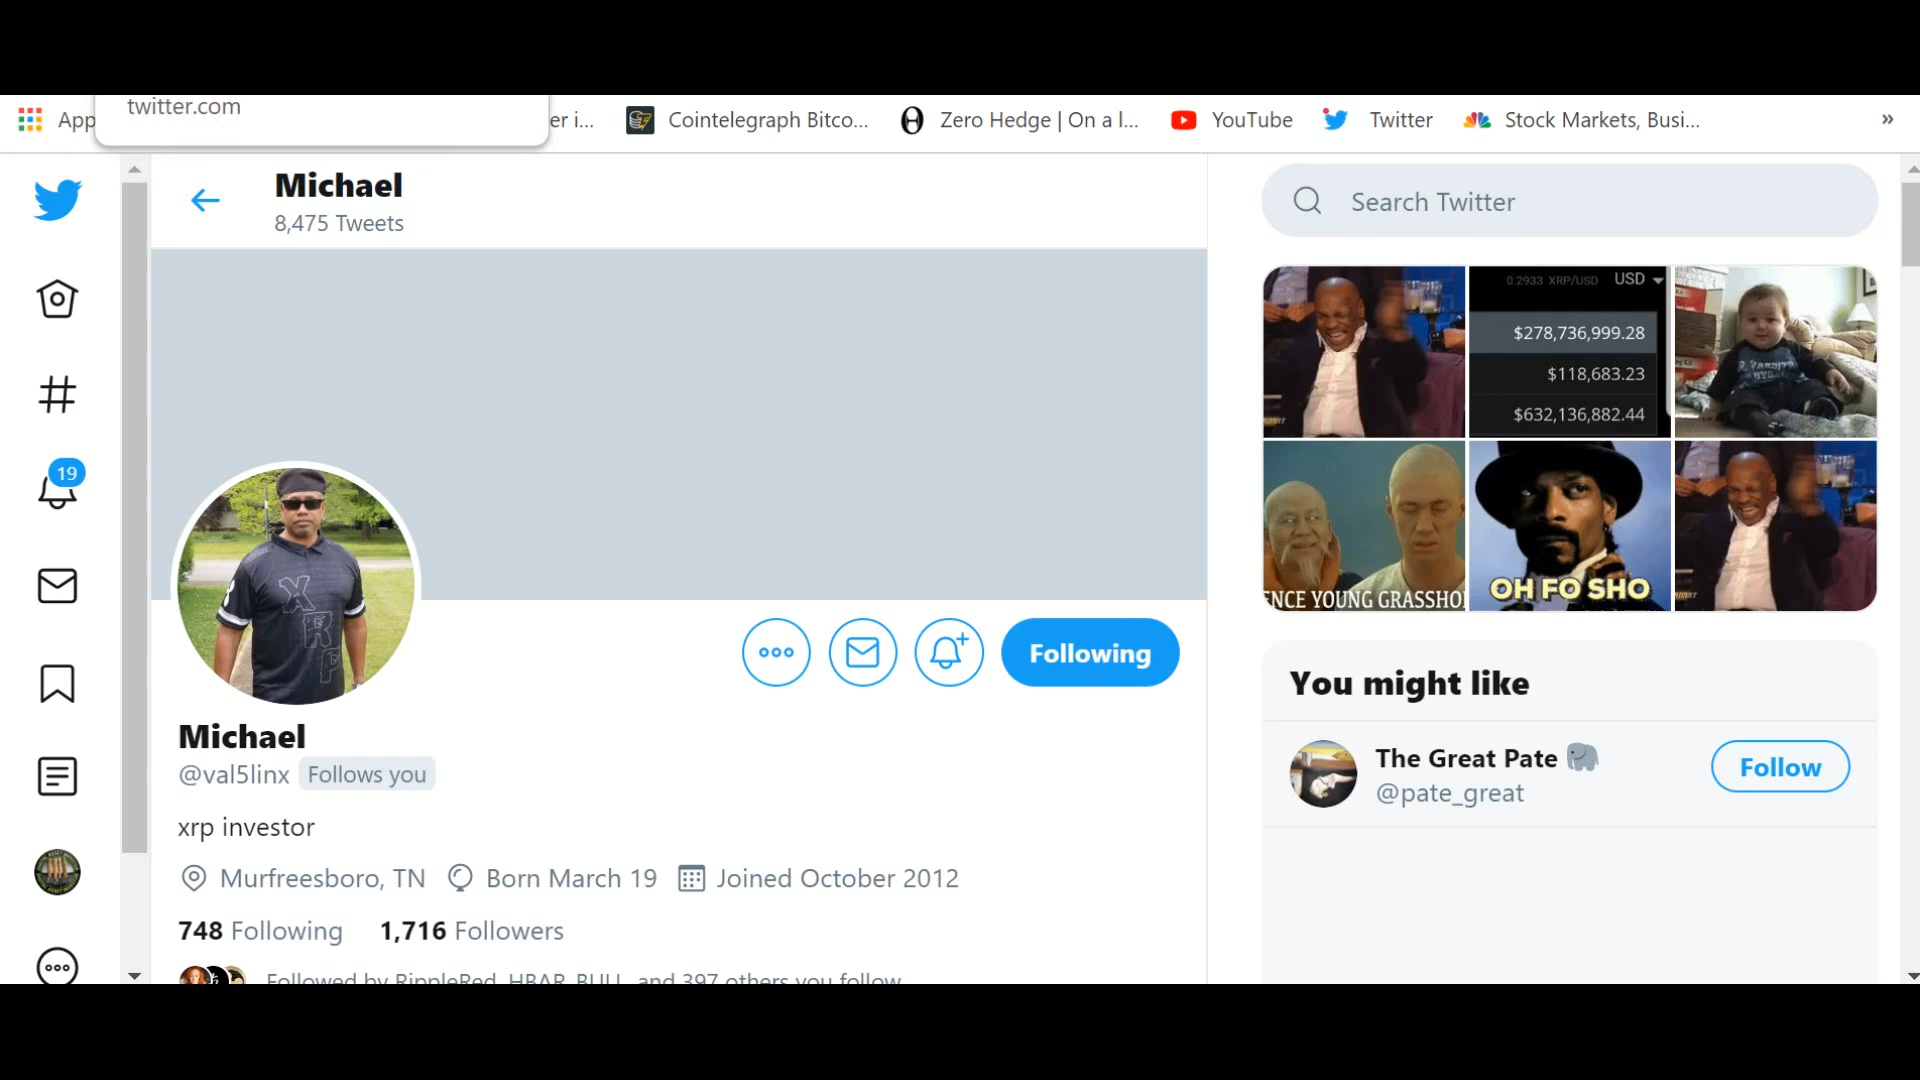 App
twitter.com
er i...
Cointelegraph Bitco...
Zero Hedge | On a l...
YouTube
Twitter
Stock Markets, Busi...
»
Michael
8,475 Tweets
Search Twitter
19
0.2933 XRP/USD USD
$278,736,999.28
$118,683.23
$632,136,882.44
ENCE YOUNG GRASSHO
OH FO SHO
XRP
Following
Michael
@val5linx Follows you
xrp investor
Murfreesboro, TN Born March 19 Joined October 2012
748 Following 1,716 Followers
Followed by RippleRed, HBAR_BULL, and 397 others you follow
You might like
The Great Pate
@pate_great
Follow